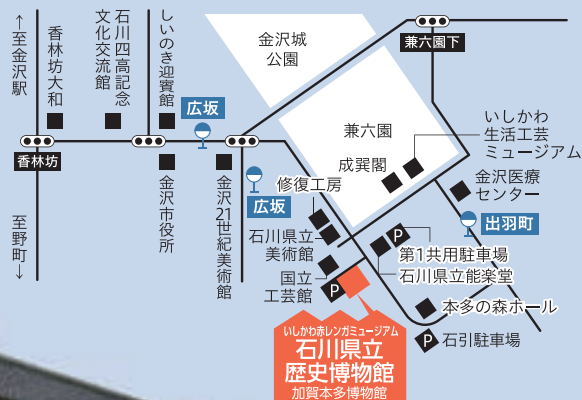 ↑至金沢駅
香林坊大和
石川四高記念
文化交流館
しいのき迎賓館
金沢城
公園
兼六園下
広坂
兼六園
いしかわ
生活工芸
ミュージアム
成巽閣
香林坊
広坂
修復工房
金沢医療
センター
至野町↓
金沢市役所
金沢21世紀美術館
出羽町
石川県立
美術館
P
第1共用駐車場
石川県立能楽堂
国立
工芸館
P
本多の森ホール
P
石引駐車場
いしかわ赤レンガミュージアム
石川県立
歴史博物館
加賀本多博物館